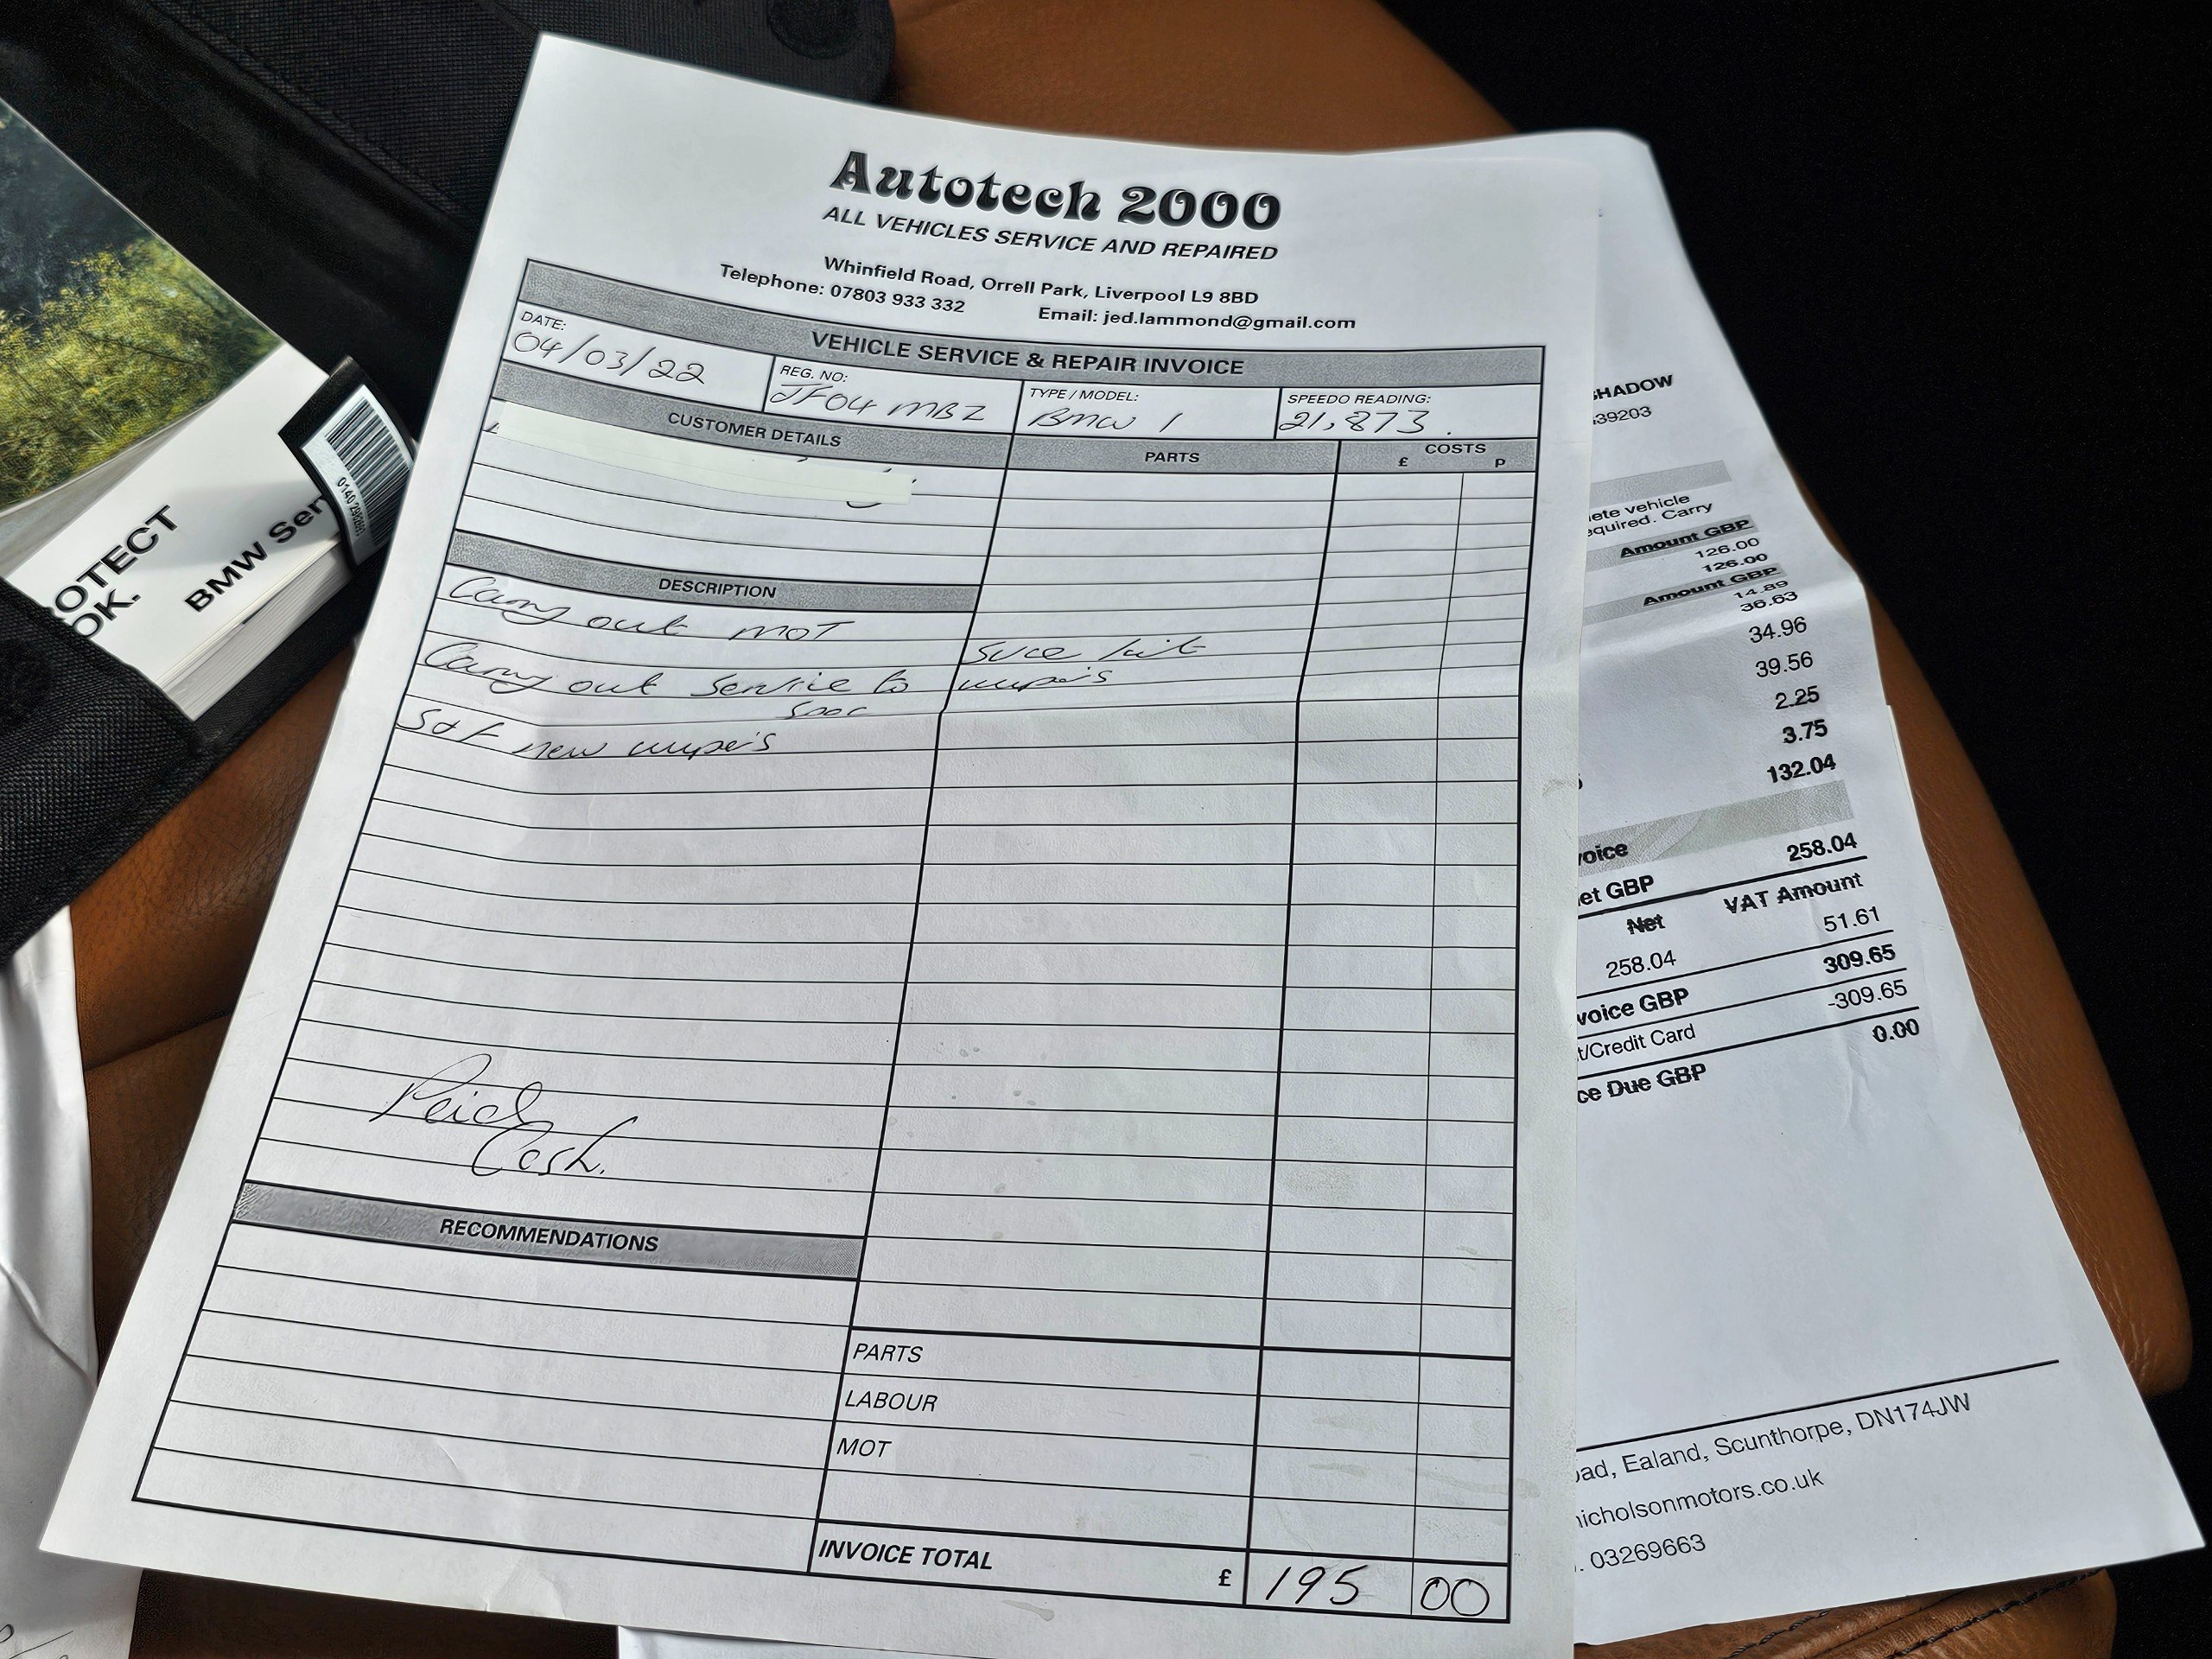 Autotech 2000
ALL VEHICLES SERVICE AND REPAIRED
Whinfield Road, Orrell Park, Liverpool L9 8BD
Telephone: 07803 933 332 Email: jed.lammond@gmail.com
VEHICLE SERVICE & REPAIR INVOICE
DATE: REG. NO: TYPE / MODEL: SPEEDO READING:
04/03/22 JF04 MBZ BMW 1 21,873.
CUSTOMER DETAILS PARTS COSTS
£ P
DESCRIPTION
Carry out MOT
Carry out Service to
Spec
S&F new wipers
Suce kit
wipers
Paid
Cash.
RECOMMENDATIONS
PARTS
LABOUR
MOT
INVOICE TOTAL £ 195 00
OTECT
OK.
BMW Ser
SHADOW
39203
ete vehicle
equired. Carry
Amount GBP
126.00
126.00
Amount GBP
14.89
36.63
34.96
39.56
2.25
3.75
132.04
voice
et GBP 258.04
Net VAT Amount
258.04 51.61
voice GBP 309.65
t/Credit Card -309.65
ce Due GBP 0.00
oad, Ealand, Scunthorpe, DN174JW
nicholsonmotors.co.uk
. 03269663